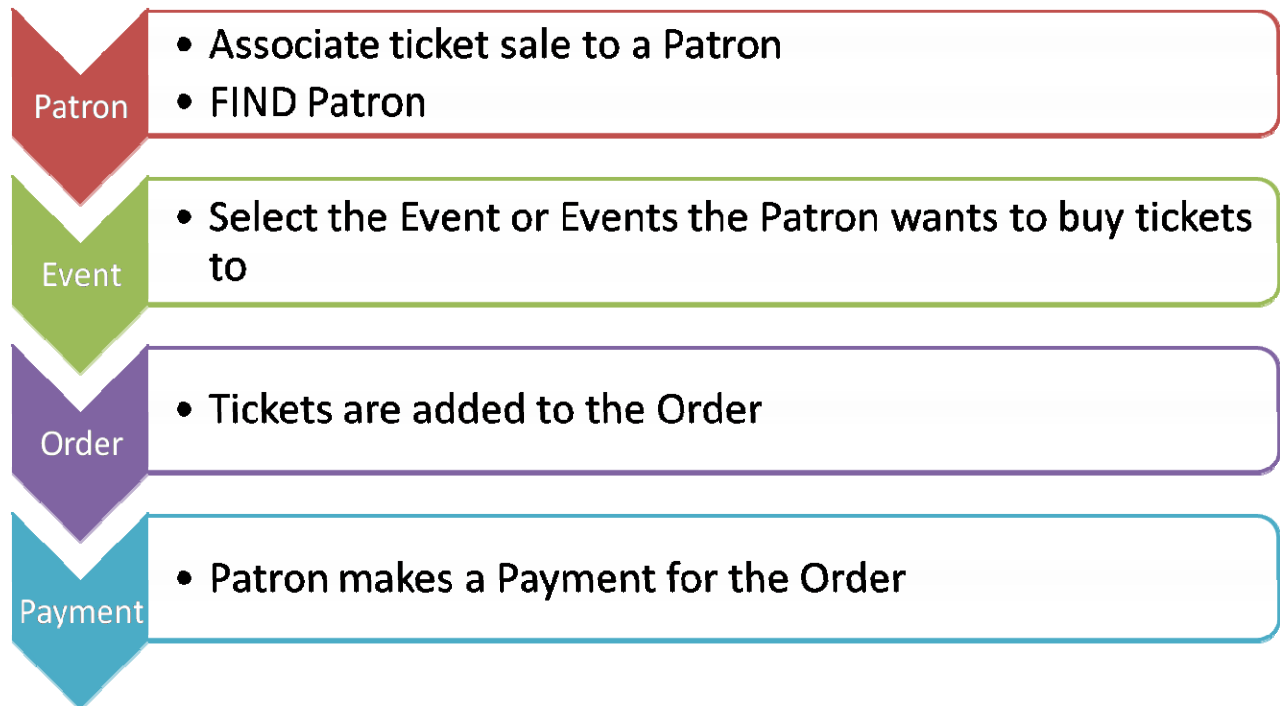 Patron
• Associate ticket sale to a Patron
• FIND Patron
Event
• Select the Event or Events the Patron wants to buy tickets
to
Order
• Tickets are added to the Order
Payment
• Patron makes a Payment for the Order